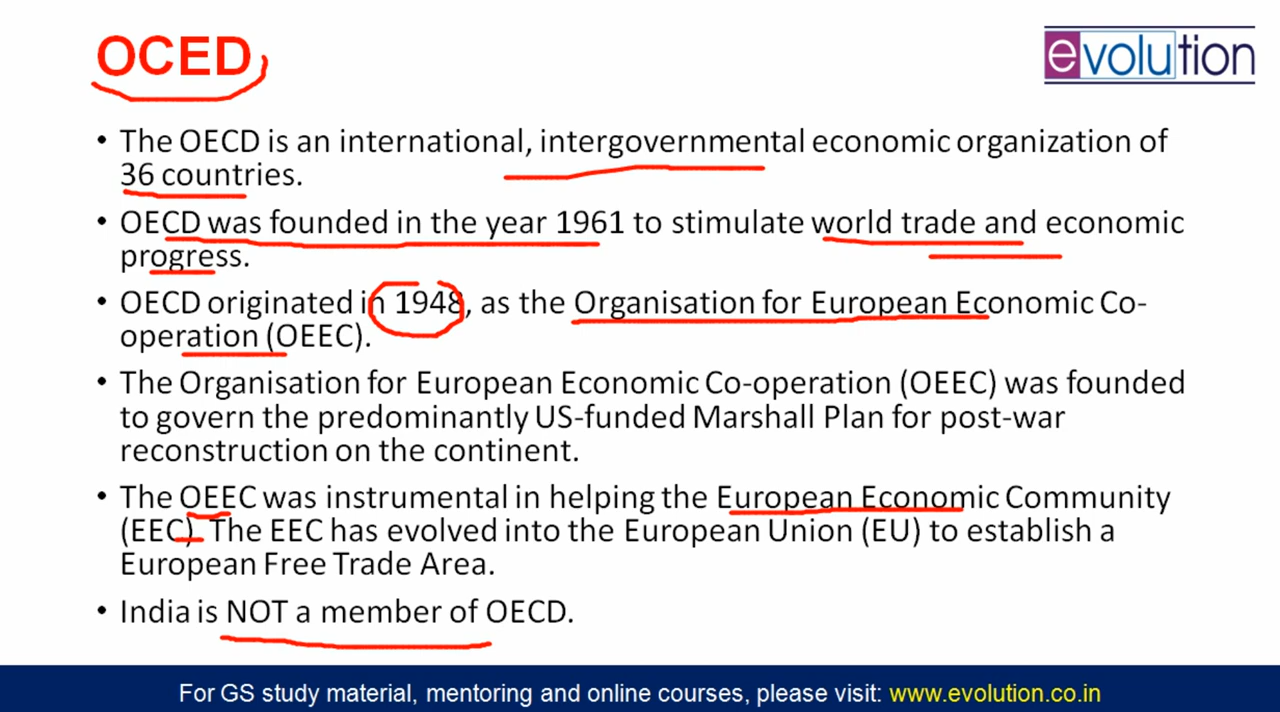 OCED
evolution
• The OECD is an international, intergovernmental economic organization of
36 countries.
• OECD was founded in the year 1961 to stimulate world trade and economic
progress.
• OECD originated in 1948, as the Organisation for European Economic Co-
operation (OEEC).
• The Organisation for European Economic Co-operation (OEEC) was founded
to govern the predominantly US-funded Marshall Plan for post-war
reconstruction on the continent.
• The OEEC was instrumental in helping the European Economic Community
(EEC). The EEC has evolved into the European Union (EU) to establish a
European Free Trade Area.
• India is NOT a member of OECD.
For GS study material, mentoring and online courses, please visit: www.evolution.co.in